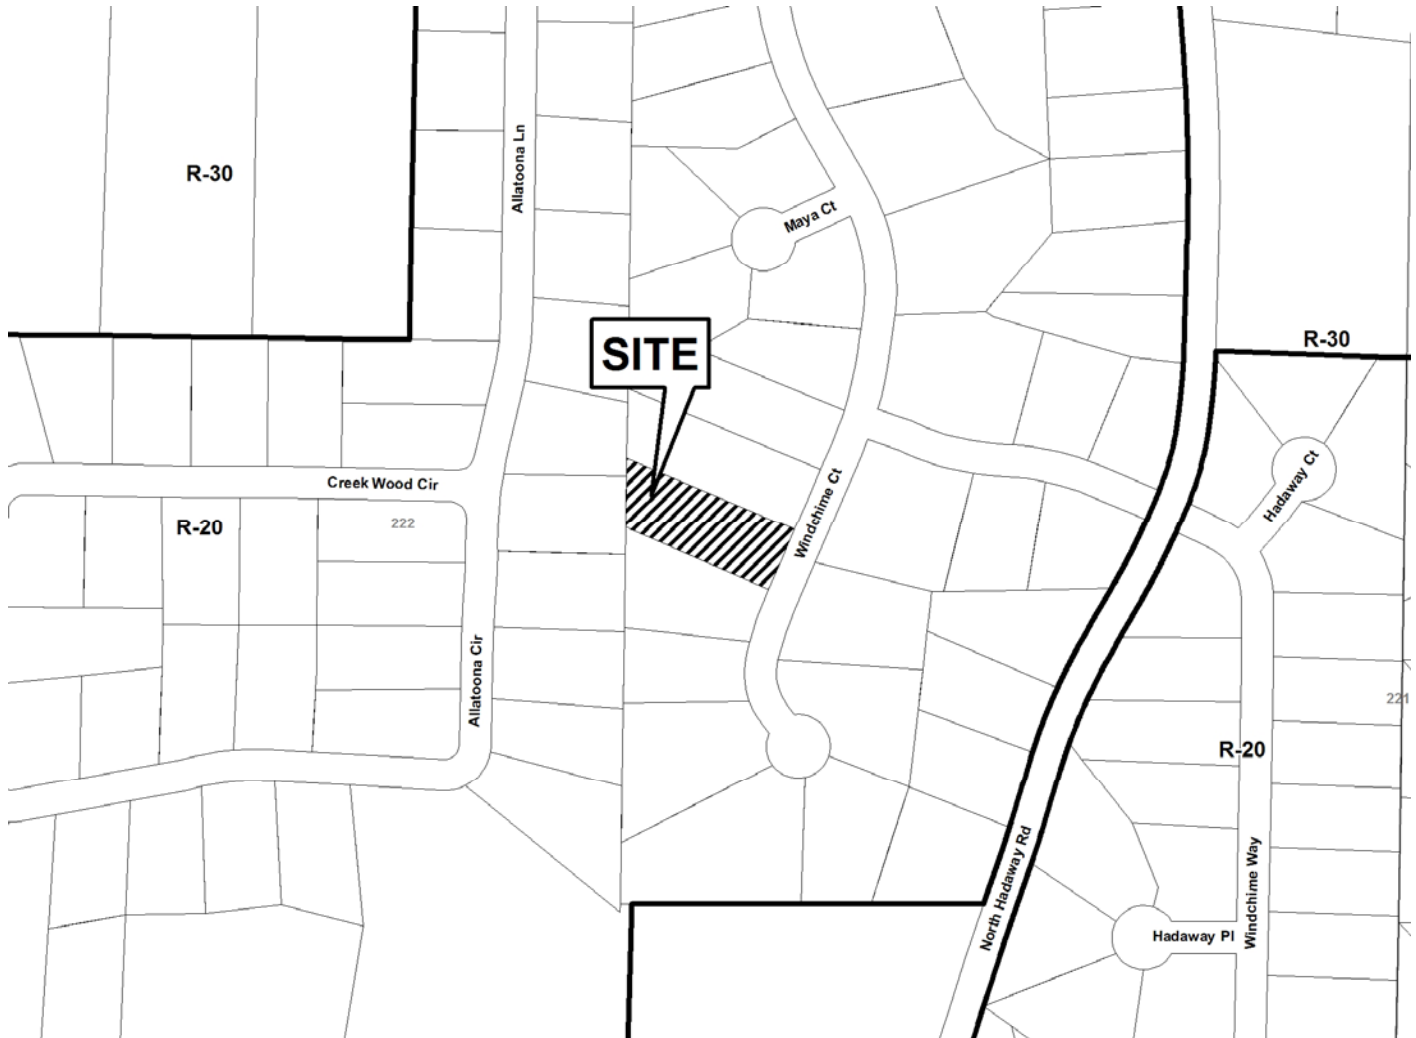 Allatoona Ln
R-30
Maya Ct
SITE
R-30
Creek Wood Cir
Hadaway Ct
R-20
222
Windchime Ct
Allatoona Cir
221
R-20
North Hadaway Rd
Windchime Way
Hadaway Pl